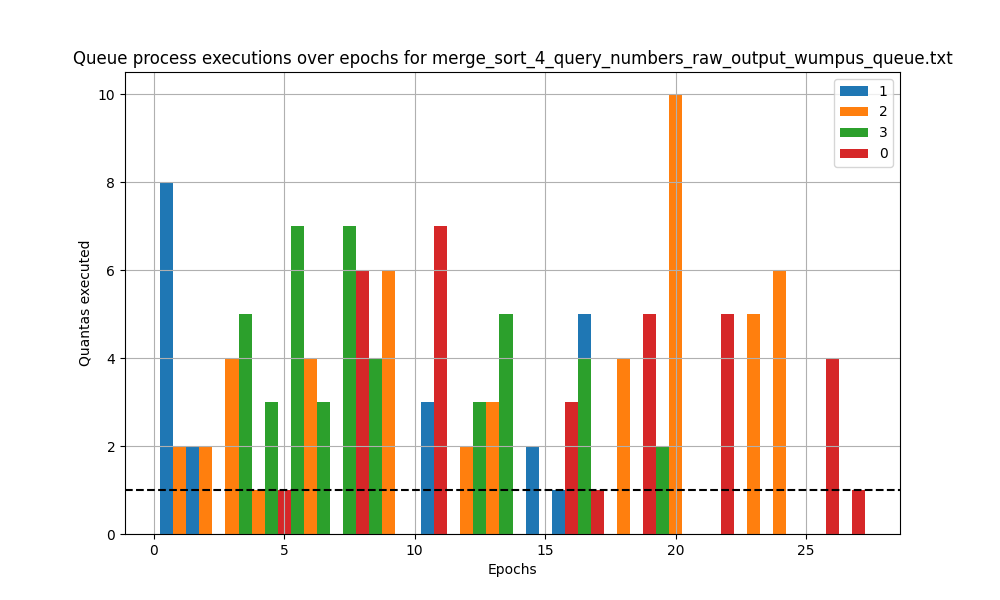 Queue process executions over epochs for merge_sort_4_query_numbers_raw_output_wumpus_queue.txt
10
8
6
4
2
0
Quantas executed
1
2
3
0
0 5 10 15 20 25
Epochs